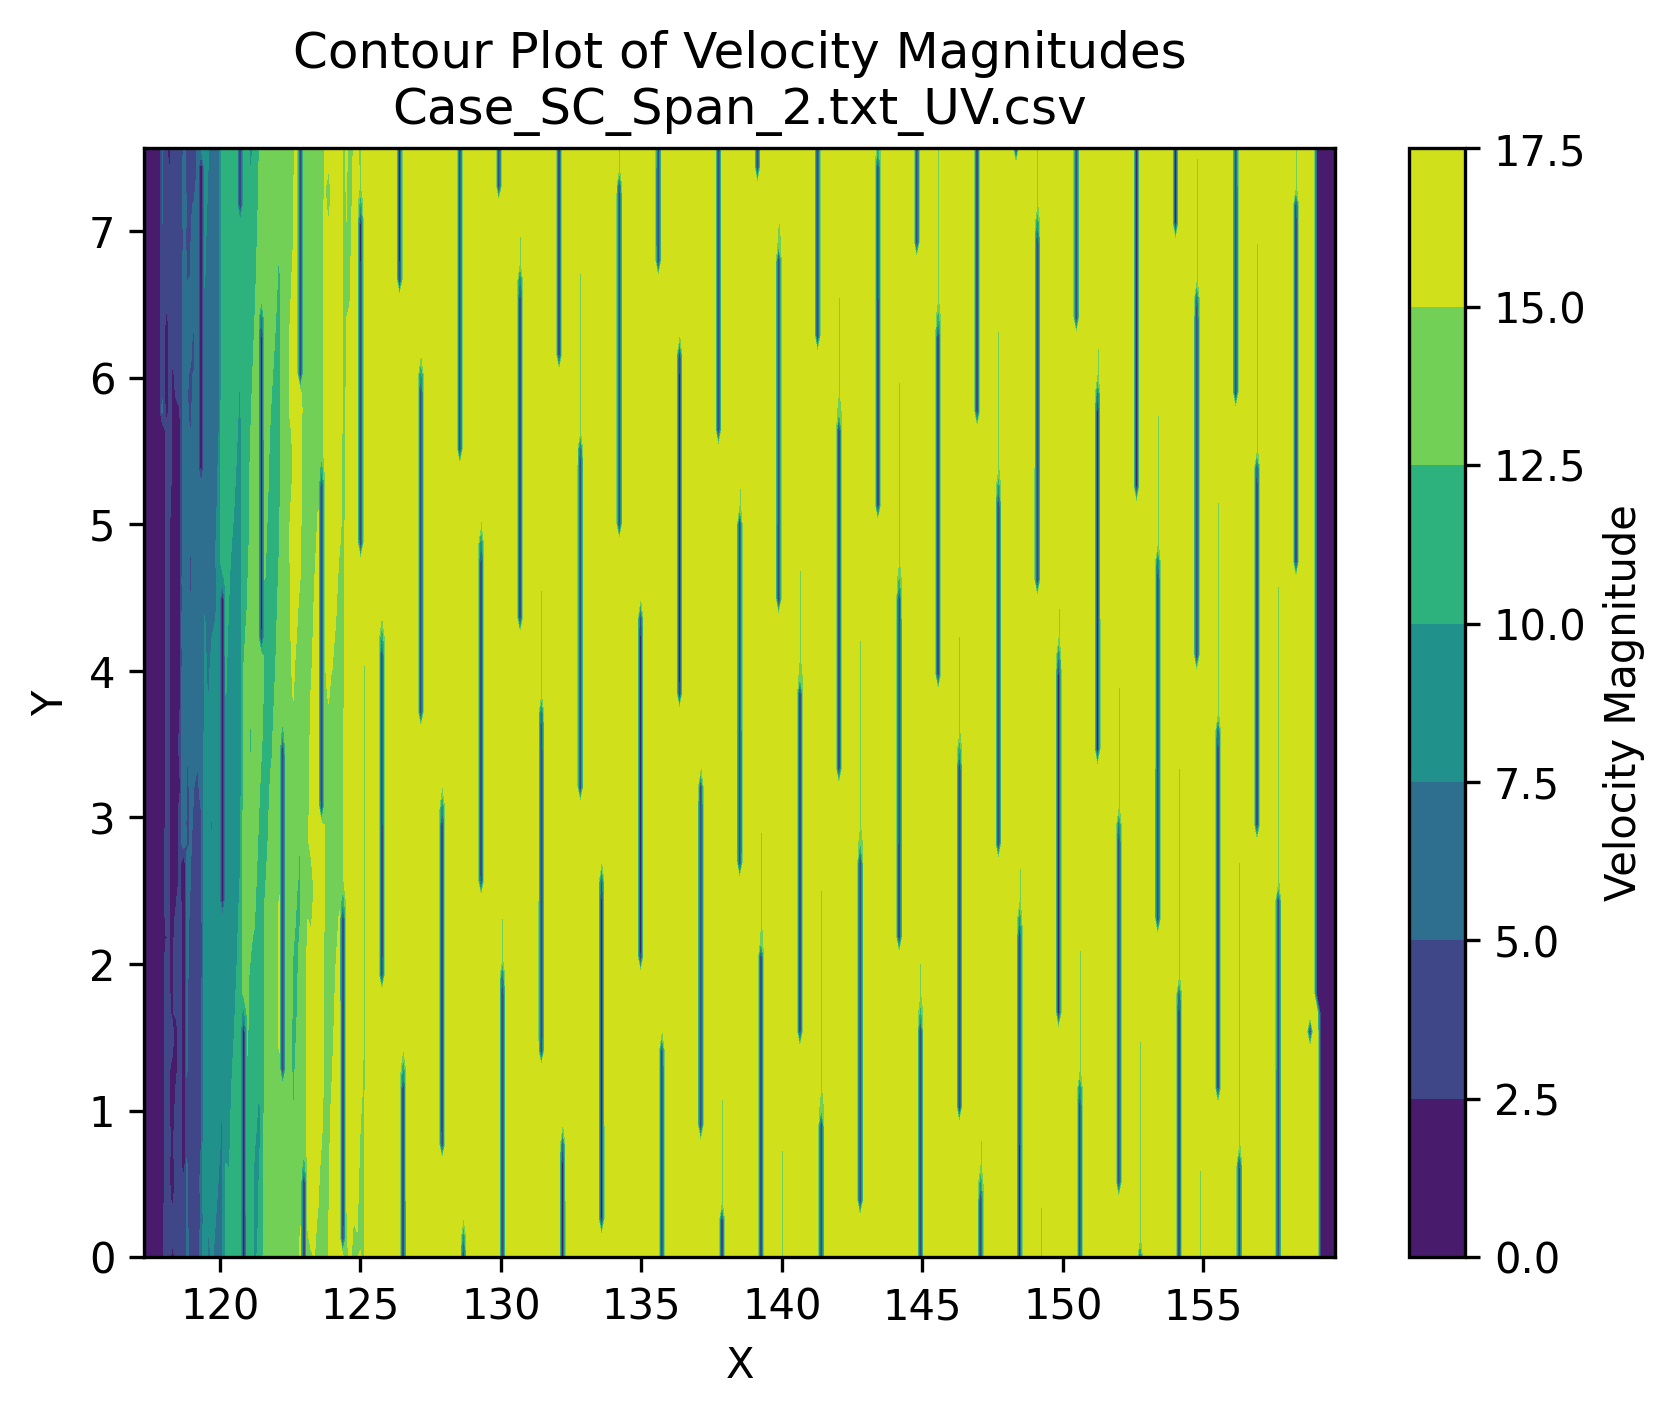 Contour Plot of Velocity Magnitudes
Case_SC_Span_2.txt_UV.csv
Y
7
6
5
4
3
2
1
0
120 125 130 135 140 145 150 155
X
17.5
15.0
12.5
10.0
7.5
5.0
2.5
0.0
Velocity Magnitude